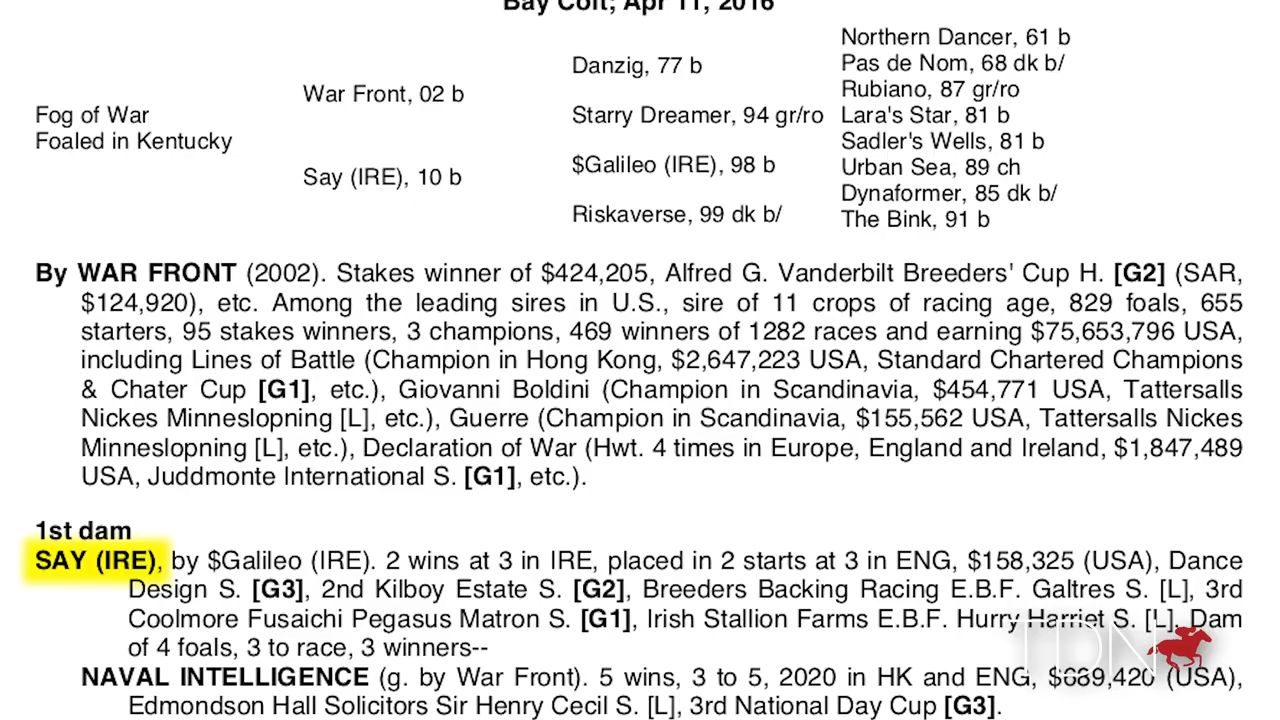 Bay Colt; Apr 11, 2016
Northern Dancer, 61 b
Danzig, 77 b
Pas de Nom, 68 dk b/
War Front, 02 b
Rubiano, 87 gr/ro
Fog of War
Starry Dreamer, 94 gr/ro
Lara's Star, 81 b
Foaled in Kentucky
Sadler's Wells, 81 b
Say (IRE), 10 b
$Galileo (IRE), 98 b
Urban Sea, 89 ch
Dynaformer, 85 dk b/
Riskaverse, 99 dk b/
The Bink, 91 b
By WAR FRONT (2002). Stakes winner of $424,205, Alfred G. Vanderbilt Breeders' Cup H. [G2] (SAR,
$124,920), etc. Among the leading sires in U.S., sire of 11 crops of racing age, 829 foals, 655
starters, 95 stakes winners, 3 champions, 469 winners of 1282 races and earning $75,653,796 USA,
including Lines of Battle (Champion in Hong Kong, $2,647,223 USA, Standard Chartered Champions
& Chater Cup [G1], etc.), Giovanni Boldini (Champion in Scandinavia, $454,771 USA, Tattersalls
Nickes Minneslopning [L], etc.), Guerre (Champion in Scandinavia, $155,562 USA, Tattersalls Nickes
Minneslopning [L], etc.), Declaration of War (Hwt. 4 times in Europe, England and Ireland, $1,847,489
USA, Juddmonte International S. [G1], etc.).
1st dam
SAY (IRE), by $Galileo (IRE). 2 wins at 3 in IRE, placed in 2 starts at 3 in ENG, $158,325 (USA), Dance
Design S. [G3], 2nd Kilboy Estate S. [G2], Breeders Backing Racing E.B.F. Galtres S. [L], 3rd
Coolmore Fusaichi Pegasus Matron S. [G1], Irish Stallion Farms E.B.F. Hurry Harriet S. [L]. Dam
of 4 foals, 3 to race, 3 winners--
TDN
NAVAL INTELLIGENCE (g. by War Front). 5 wins, 3 to 5, 2020 in HK and ENG, $689,420 (USA),
Edmondson Hall Solicitors Sir Henry Cecil S. [L], 3rd National Day Cup [G3].